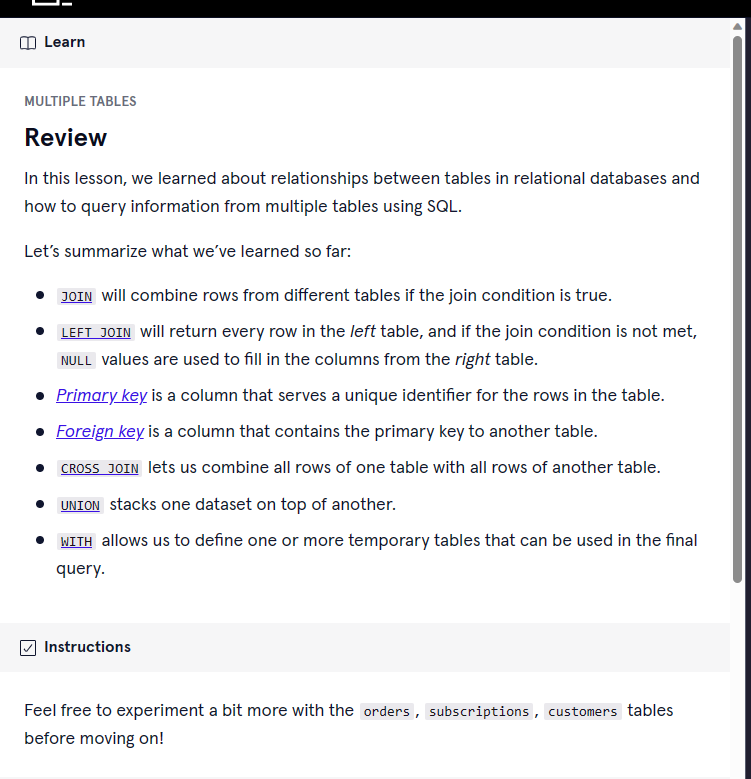 Learn
MULTIPLE TABLES
Review
In this lesson, we learned about relationships between tables in relational databases and
how to query information from multiple tables using SQL.
Let's summarize what we've learned so far:
JOIN will combine rows from different tables if the join condition is true.
LEFT JOIN will return every row in the left table, and if the join condition is not met,
NULL values are used to fill in the columns from the right table.
Primary key is a column that serves a unique identifier for the rows in the table.
Foreign key is a column that contains the primary key to another table.
CROSS JOIN lets us combine all rows of one table with all rows of another table.
UNION stacks one dataset on top of another.
WITH allows us to define one or more temporary tables that can be used in the final
query.
Instructions
Feel free to experiment a bit more with the orders, subscriptions, customers tables
before moving on!